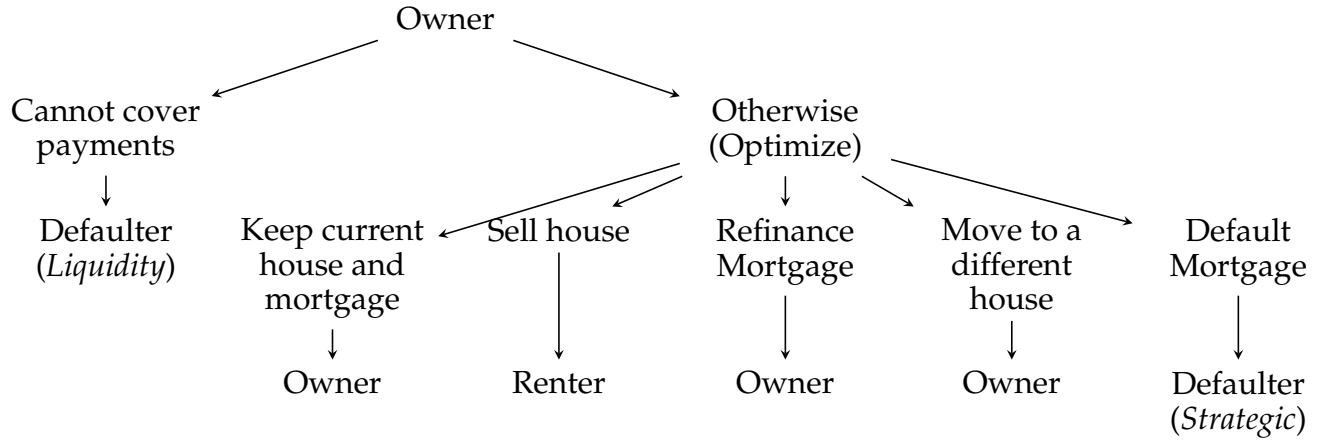 Owner
Cannot cover
payments
Otherwise
(Optimize)
Defaulter
(Liquidity)
Keep current
house and
mortgage
Sell house
Refinance
Mortgage
Move to a
different
house
Default
Mortgage
Owner
Renter
Owner
Owner
Defaulter
(Strategic)